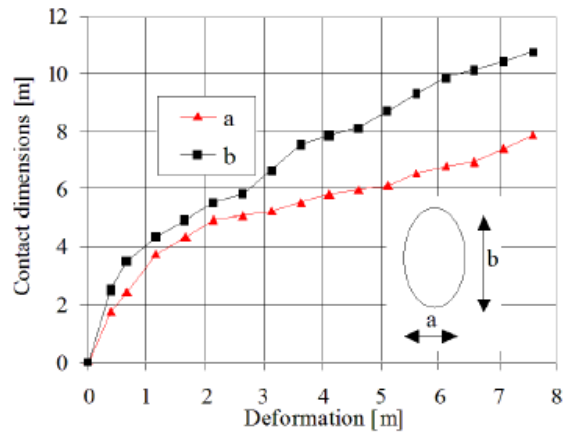 12
10
8
6
4
2
0
Contact dimensions [m]
a
b
b
a
0 1 2 3 4 5 6 7 8
Deformation [m]